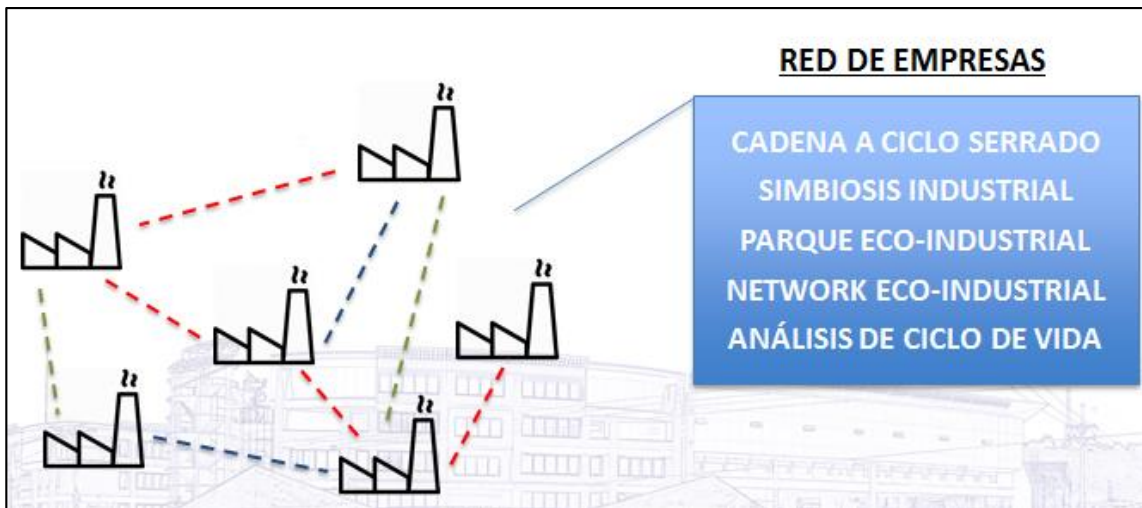 RED DE EMPRESAS
CADENA A CICLO SERRADO
SIMBIOSIS INDUSTRIAL
PARQUE ECO-INDUSTRIAL
NETWORK ECO-INDUSTRIAL
ANÁLISIS DE CICLO DE VIDA